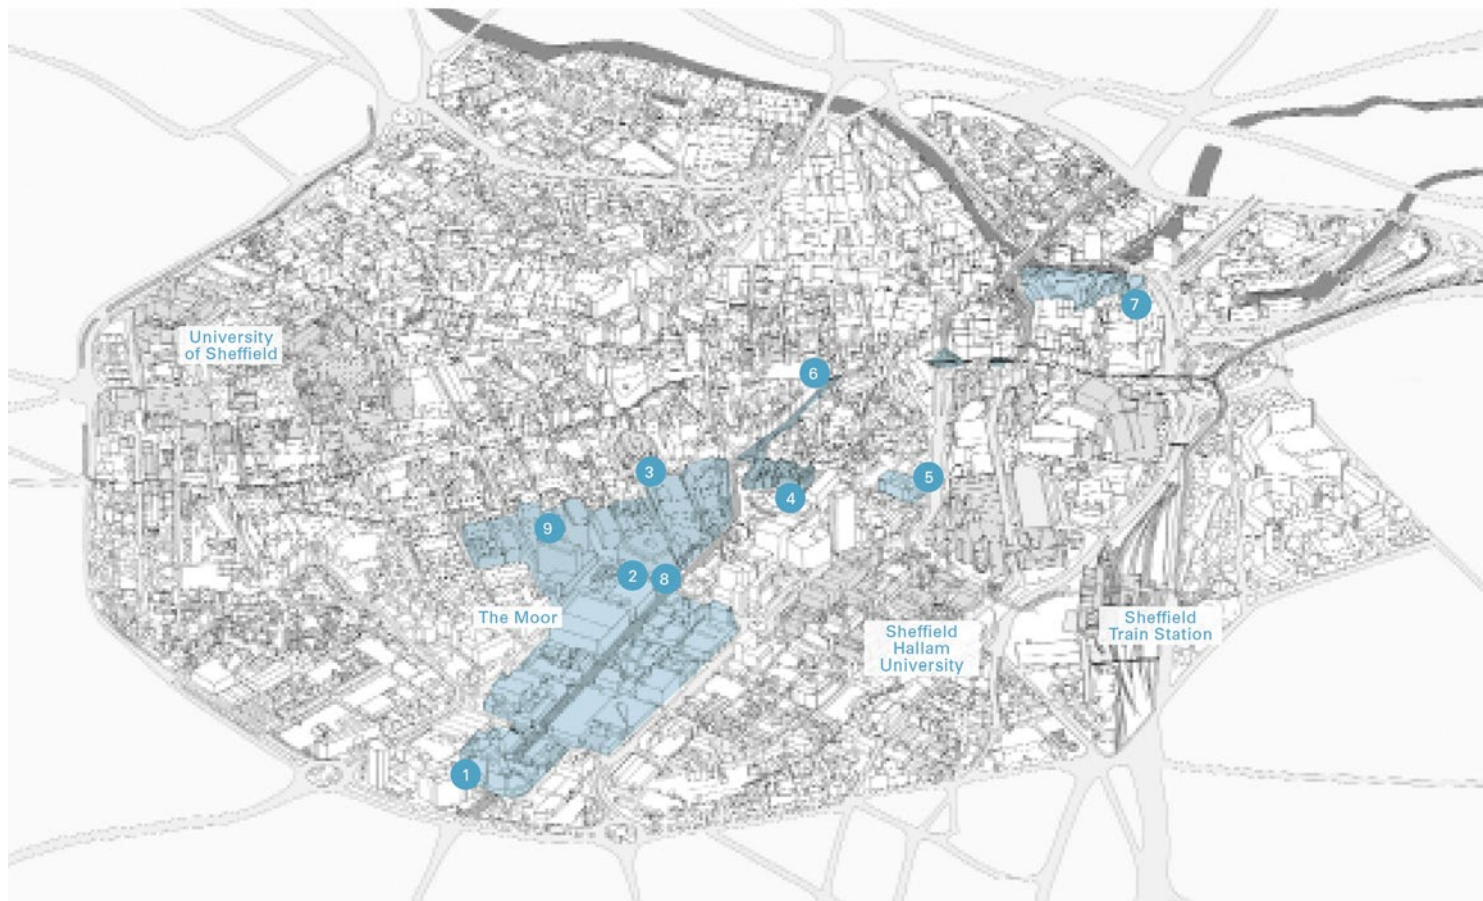 University
of Sheffield
7
6
3
5
4
9
2
8
The Moor
Sheffield
Hallam
University
Sheffield
Train Station
1